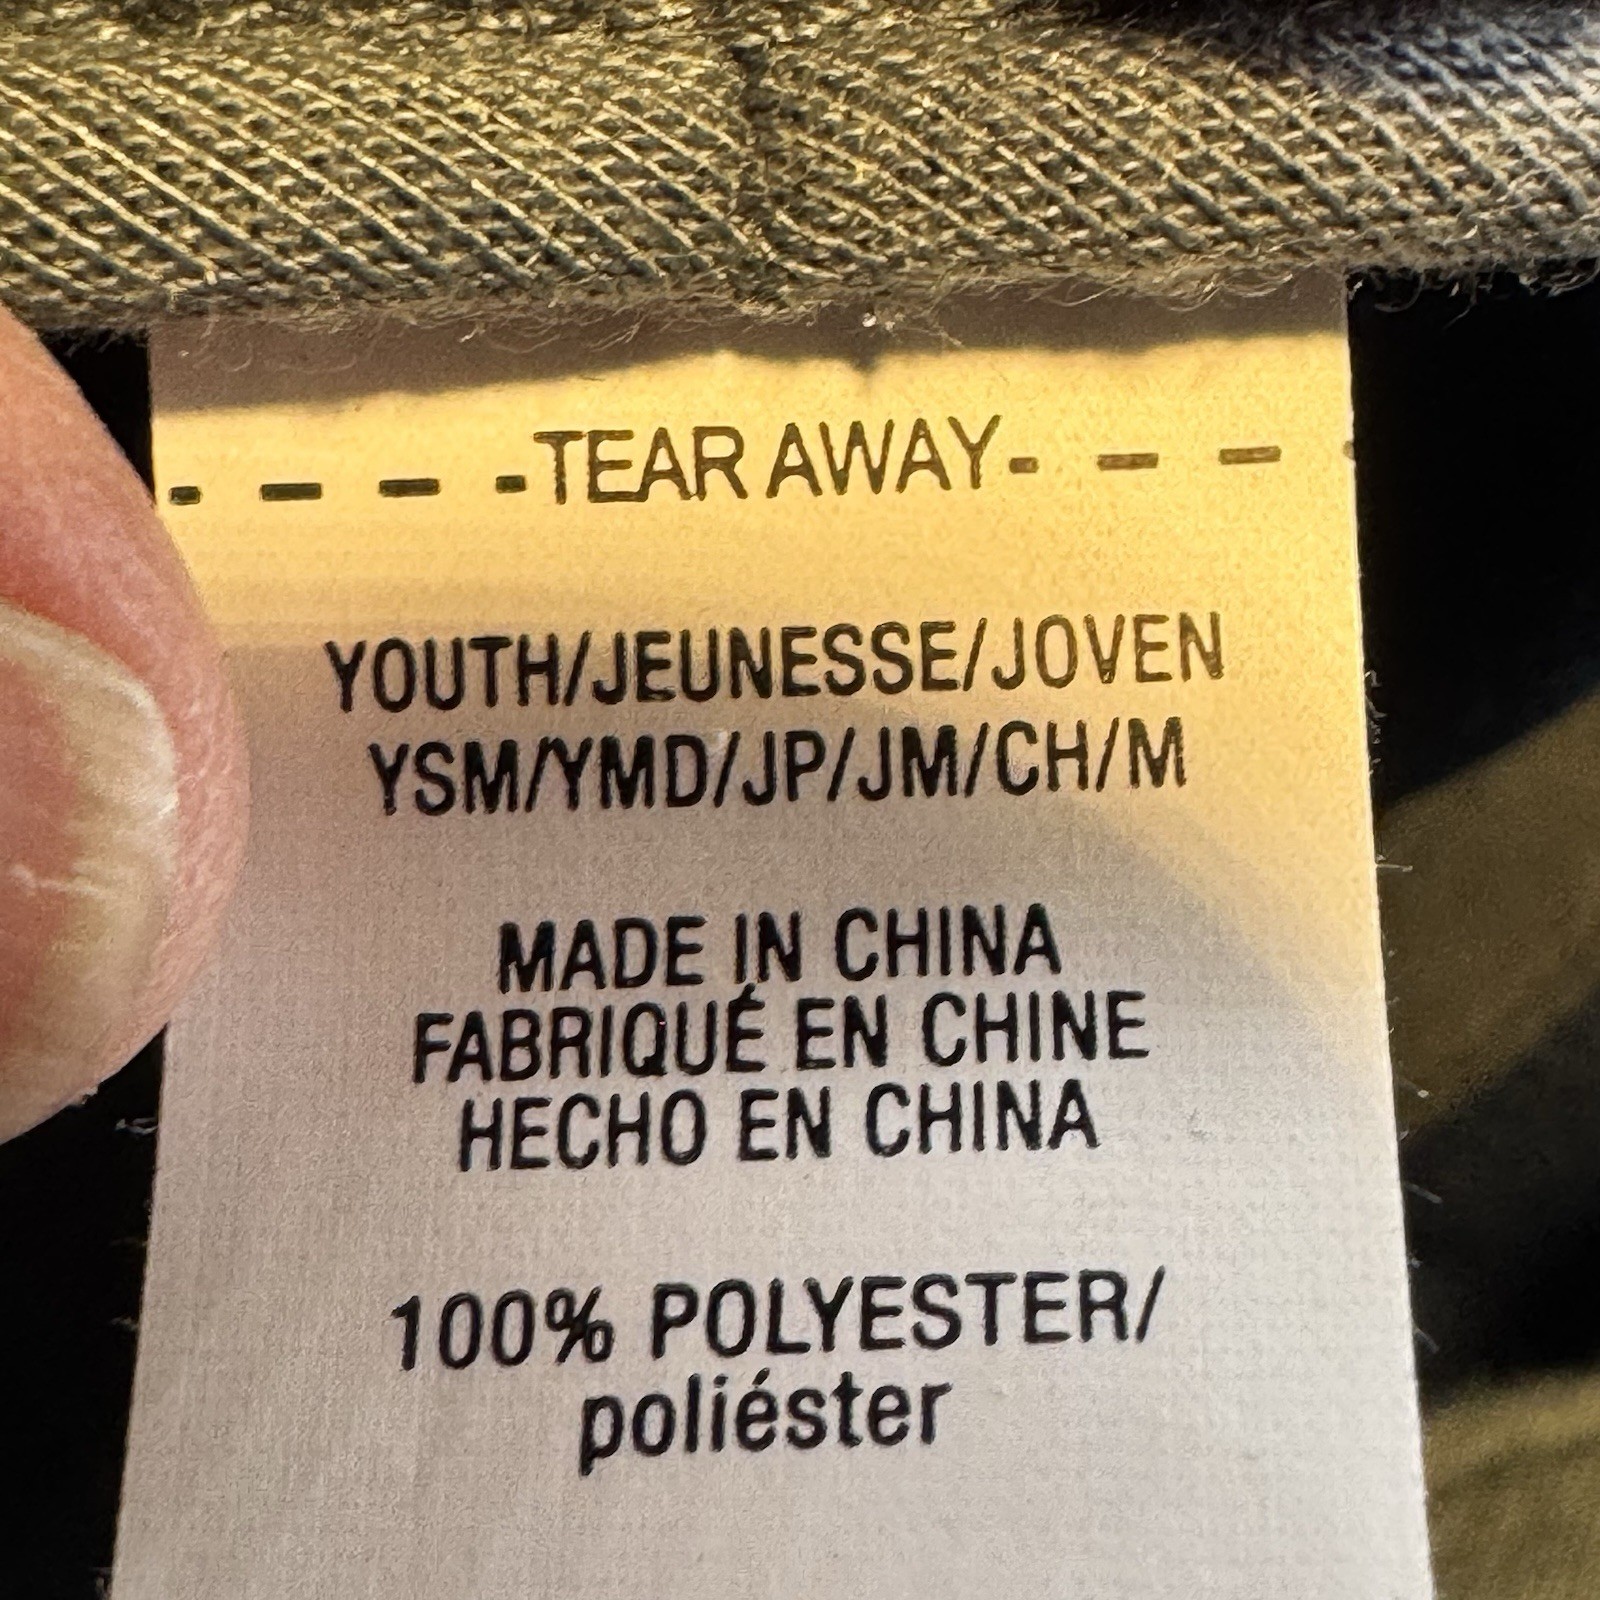 - - - -TEAR AWAY- - -
YOUTH/JEUNESSE/JOVEN
YSM/YMD/JP/JM/CH/M
MADE IN CHINA
FABRIQUÉ EN CHINE
HECHO EN CHINA
100% POLYESTER/
poliéster